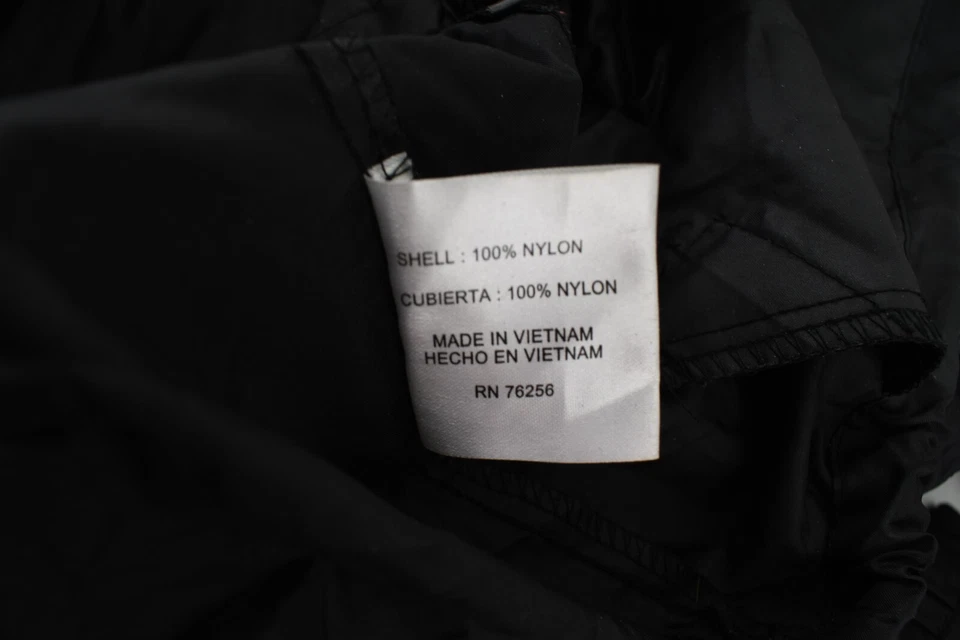 SHELL : 100% NYLON
CUBIERTA : 100% NYLON
MADE IN VIETNAM
HECHO EN VIETNAM
RN 76256